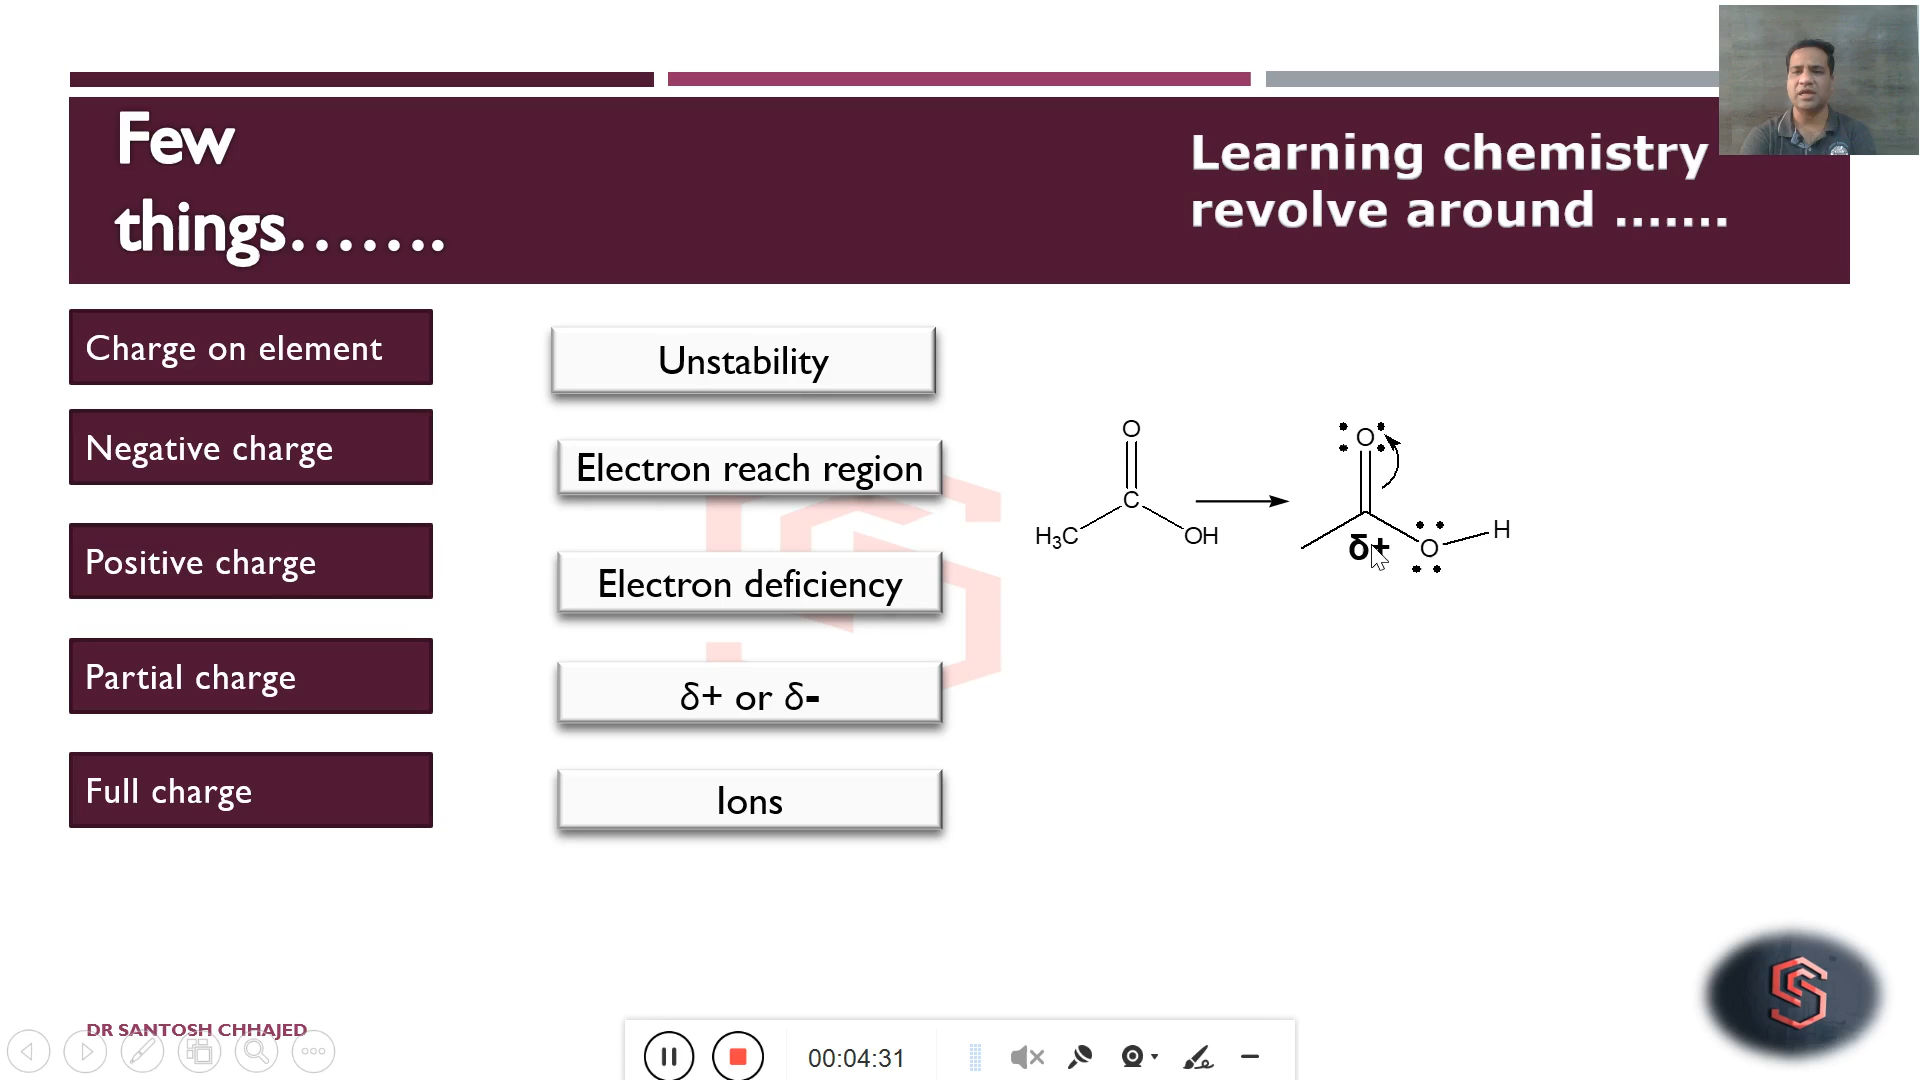 Few
things.......
Learning chemistry
revolve around .......
Charge on element
Unstability
Negative charge
Electron reach region
Positive charge
Electron deficiency
Partial charge
δ+ or δ-
Full charge
Ions
O
C
H₃C
OH
O
δ+
O
H
DR SANTOSH CHHAJED
00:04:31